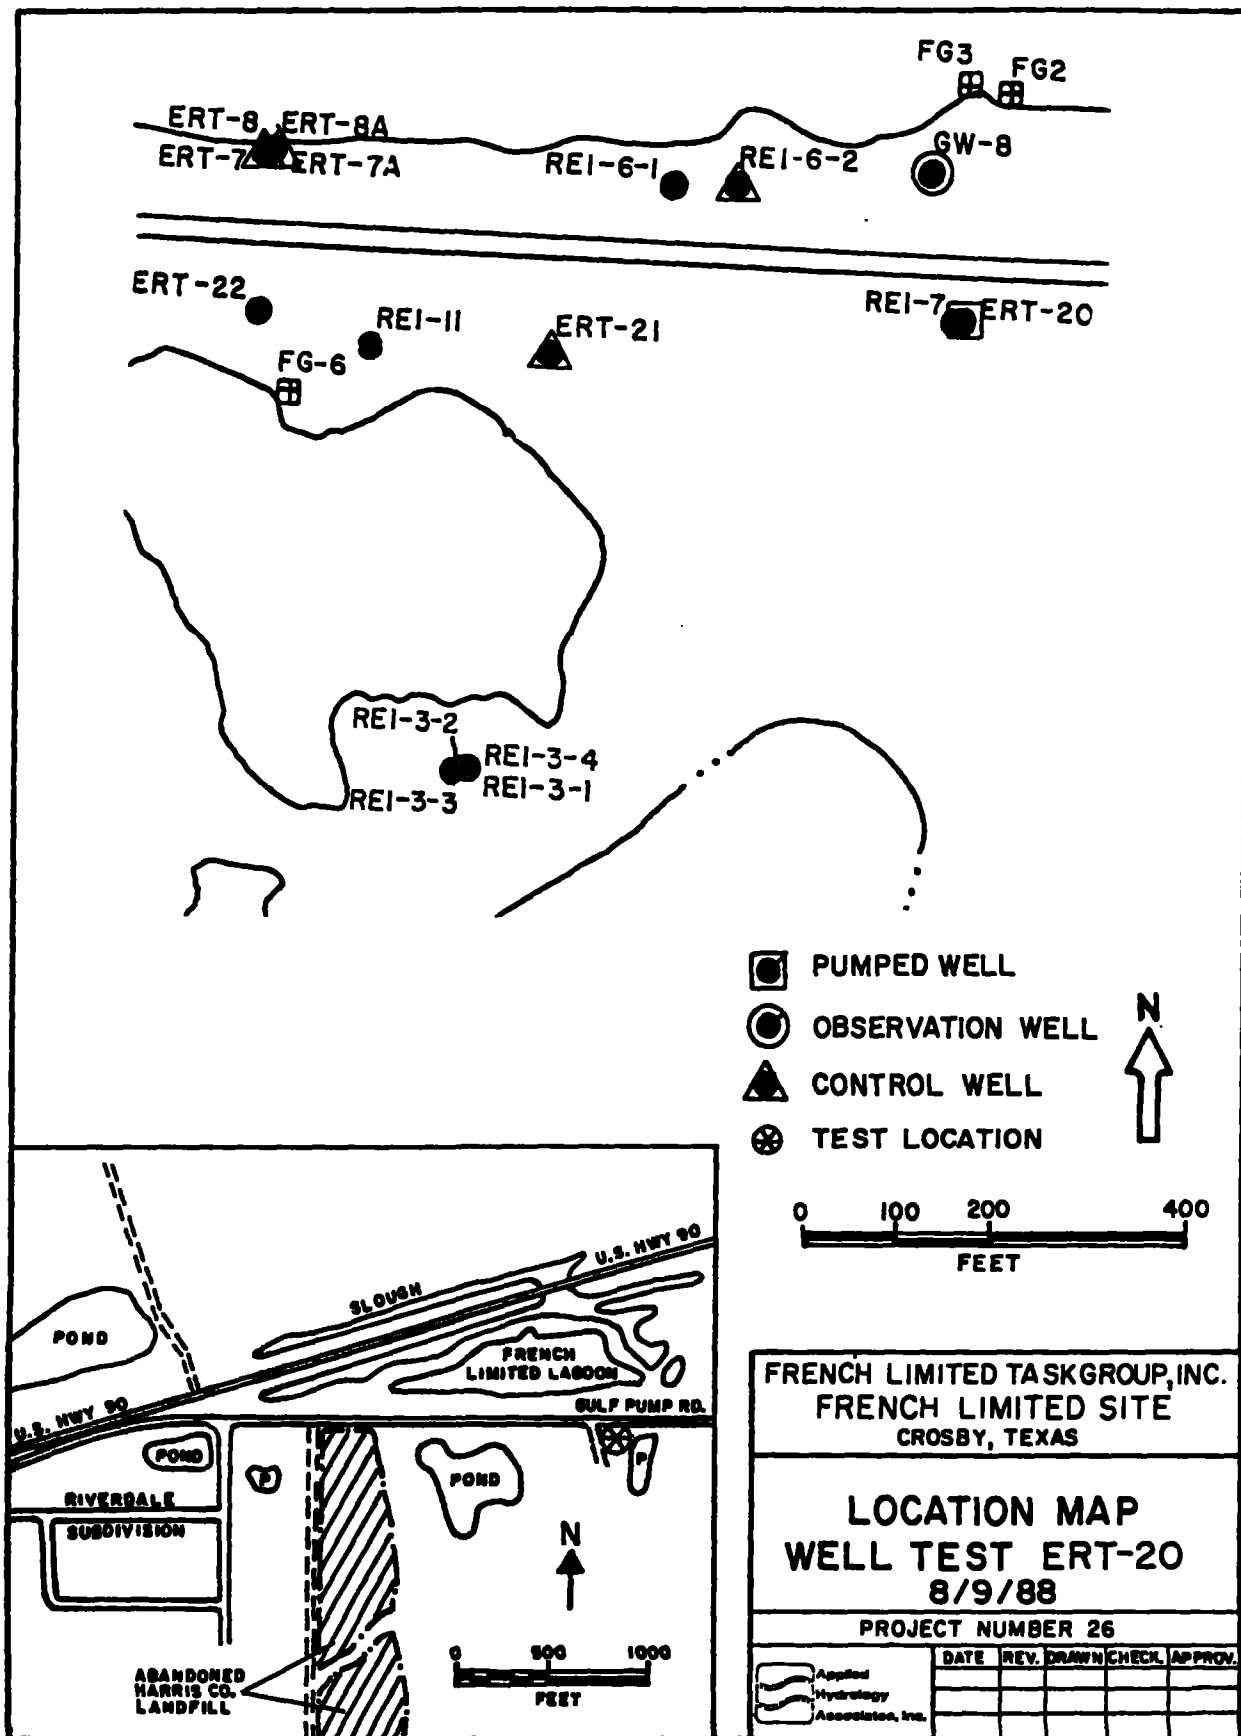 FG3
FG2
ERT-8
ERT-8A
ERT-7
ERT-7A
REI-6-1
REI-6-2
GW-8
ERT-22
REI-11
ERT-21
REI-7
ERT-20
FG-6
REI-3-2
REI-3-4
REI-3-3
REI-3-1
PUMPED WELL
OBSERVATION WELL
CONTROL WELL
TEST LOCATION
N
0 100 200 400
FEET
U.S. HWY 90
SLOUGH
POND
FRENCH
LIMITED LAGOON
U.S. HWY 90
GULF PUMP RD.
POND
P
POND
P
RIVERDALE
SUBDIVISION
N
0 500 1000
FEET
ABANDONED
HARRIS CO.
LANDFILL
FRENCH LIMITED TASKGROUP, INC.
FRENCH LIMITED SITE
CROSBY, TEXAS
LOCATION MAP
WELL TEST ERT-20
8/9/88
PROJECT NUMBER 26
DATE REV. DRAWN CHECK. APPROV.
Applied
Hydrology
Associates, Inc.